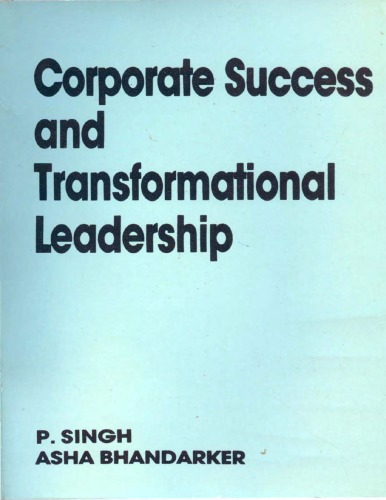 Corporate Success
and
Transformational
Leadership
P. SINGH
ASHA BHANDARKER